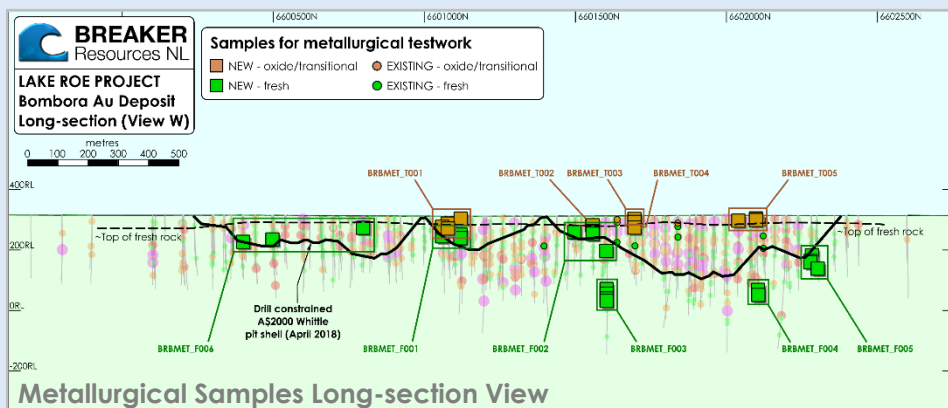 6600500N
6601000N
6601500N
6602000N
6602500N
BREAKER
Resources NL
LAKE ROE PROJECT
Bombora Au Deposit
Long-section (View W)
metres
0 100 200 300 400 500
Samples for metallurgical testwork
NEW - oxide/transitional
EXISTING - oxide/transitional
NEW - fresh
EXISTING - fresh
400RL
BRBMET_T001
BRBMET_T002
BRBMET_T003
BRBMET_T004
BRBMET_T005
~Top of fresh rock
~Top of fresh rock
200RL
0RL
Drill constrained
A$2000 Whittle
pit shell (April 2018)
BRBMET_F006
BRBMET_F001
BRBMET_F002
BRBMET_F003
BRBMET_F004
BRBMET_F005
-200RL
Metallurgical Samples Long-section View